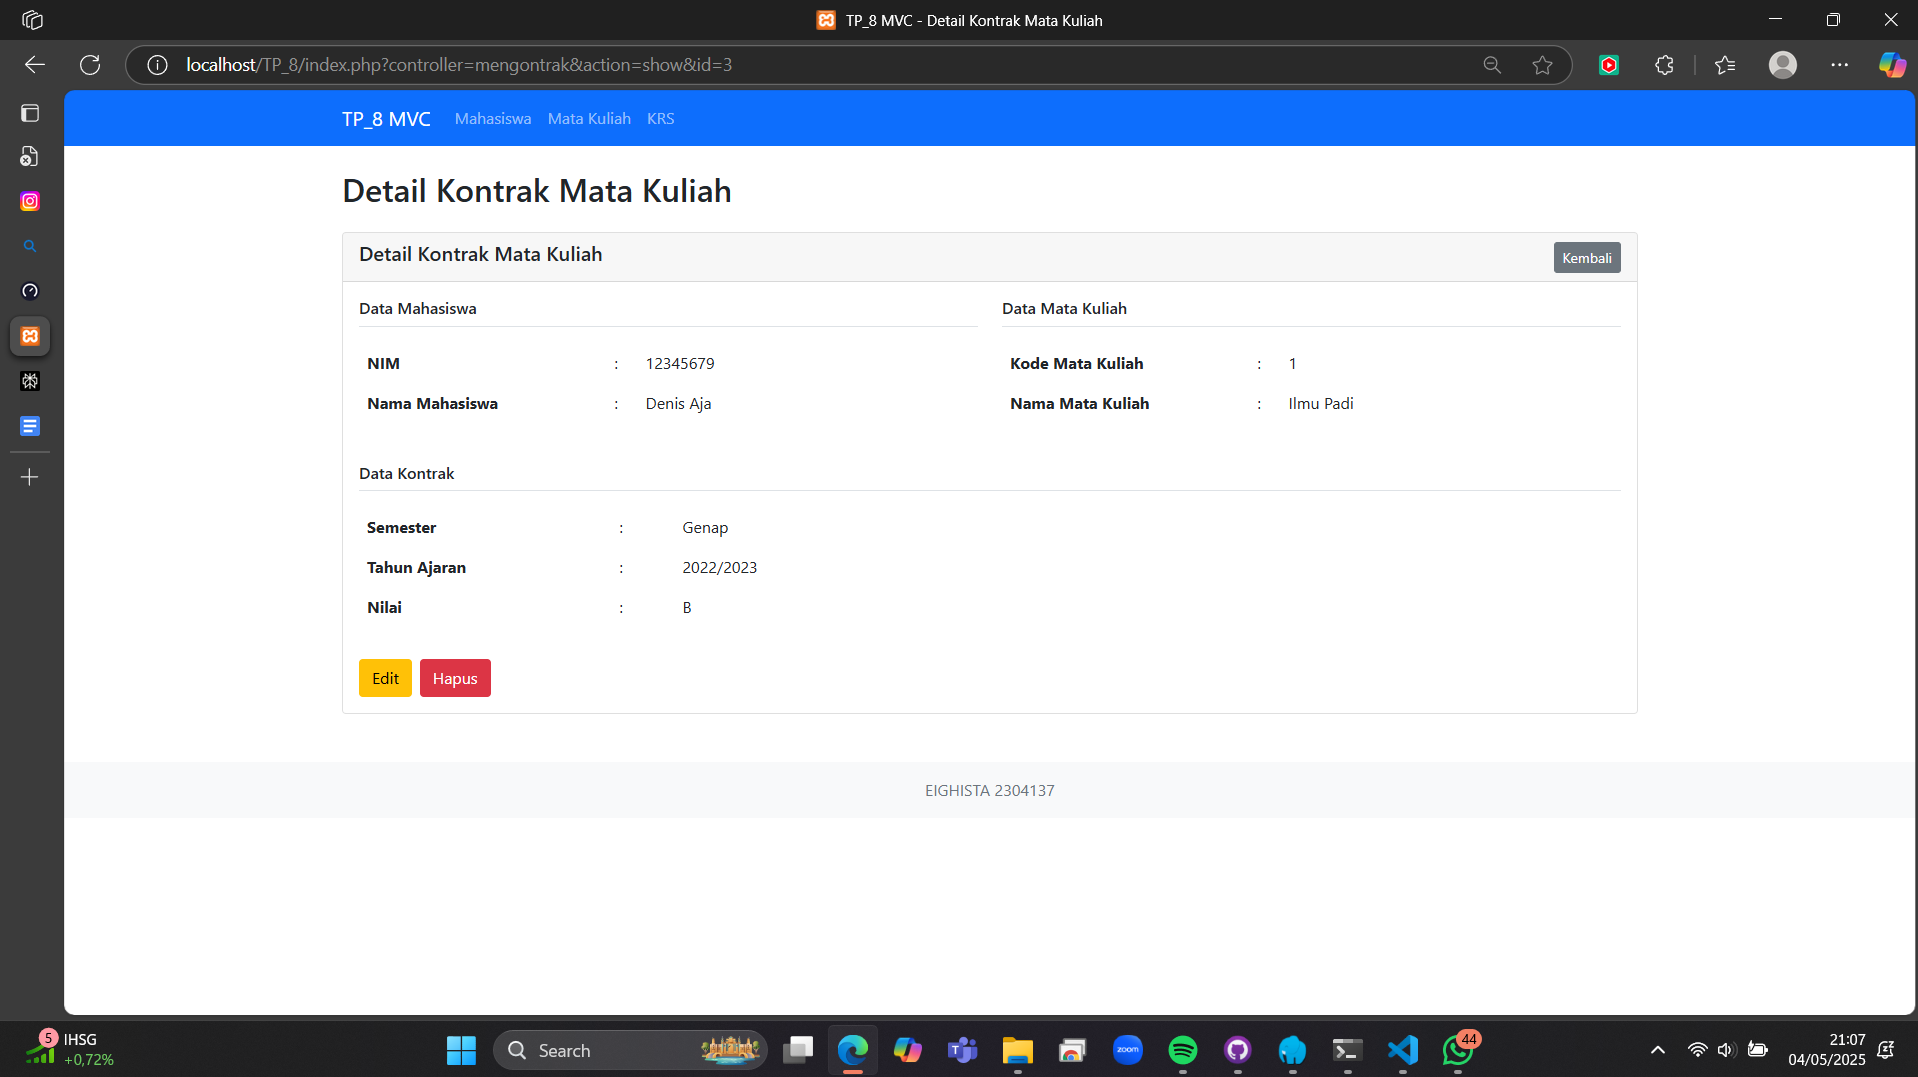 TP_8 MVC - Detail Kontrak Mata Kuliah
localhost/TP_8/index.php?controller=mengontrak&action=show&id=3
TP_8 MVC Mahasiswa Mata Kuliah KRS
Detail Kontrak Mata Kuliah
Detail Kontrak Mata Kuliah Kembali
Data Mahasiswa
NIM : 12345679
Nama Mahasiswa : Denis Aja
Data Mata Kuliah
Kode Mata Kuliah : 1
Nama Mata Kuliah : Ilmu Padi
Data Kontrak
Semester : Genap
Tahun Ajaran : 2022/2023
Nilai : B
Edit Hapus
EIGHISTA 2304137
5 IHSG
+0,72%
Search
zoom
44
21:07
04/05/2025